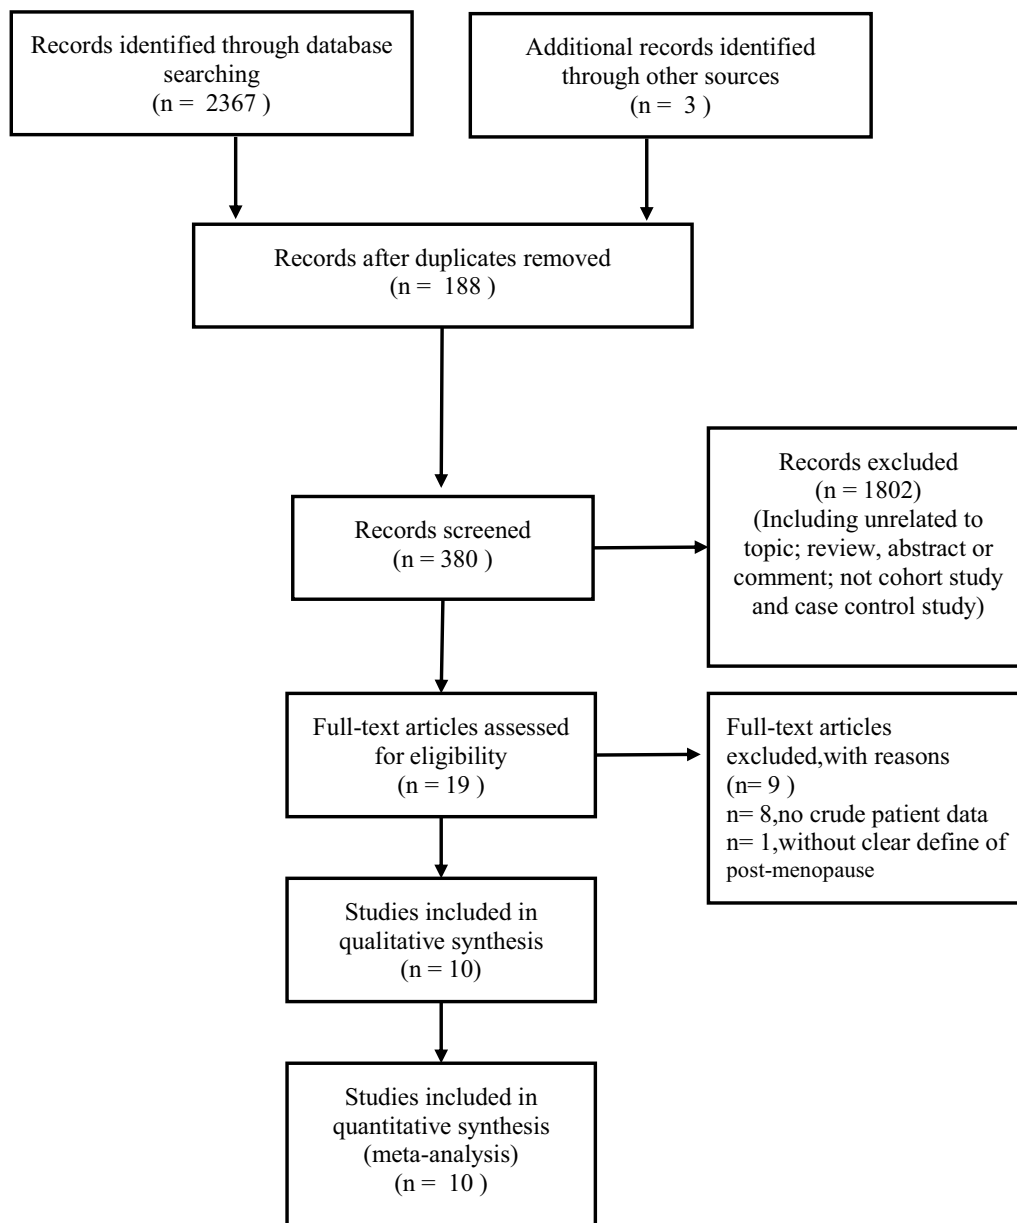 Records identified through database
searching
(n = 2367 )
Additional records identified
through other sources
(n = 3 )
Records after duplicates removed
(n = 188 )
Records screened
(n = 380 )
Records excluded
(n = 1802)
(Including unrelated to
topic; review, abstract or
comment; not cohort study
and case control study)
Full-text articles assessed
for eligibility
(n = 19 )
Full-text articles
excluded,with reasons
(n= 9 )
n= 8,no crude patient data
n= 1,without clear define of
post-menopause
Studies included in
qualitative synthesis
(n = 10)
Studies included in
quantitative synthesis
(meta-analysis)
(n = 10 )